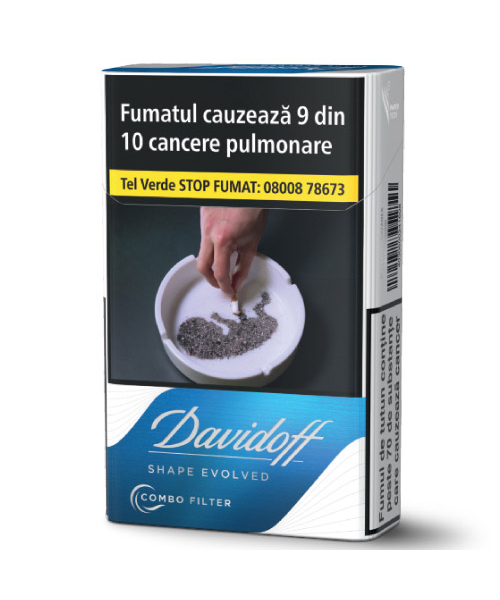 Fumatul cauzează 9 din
10 cancere pulmonare
Tel Verde STOP FUMAT: 08008 78673
Davidoff
SHAPE EVOLVED
COMBO FILTER
Fumul de tutun conține
peste 70 de substanțe
care cauzează cancer